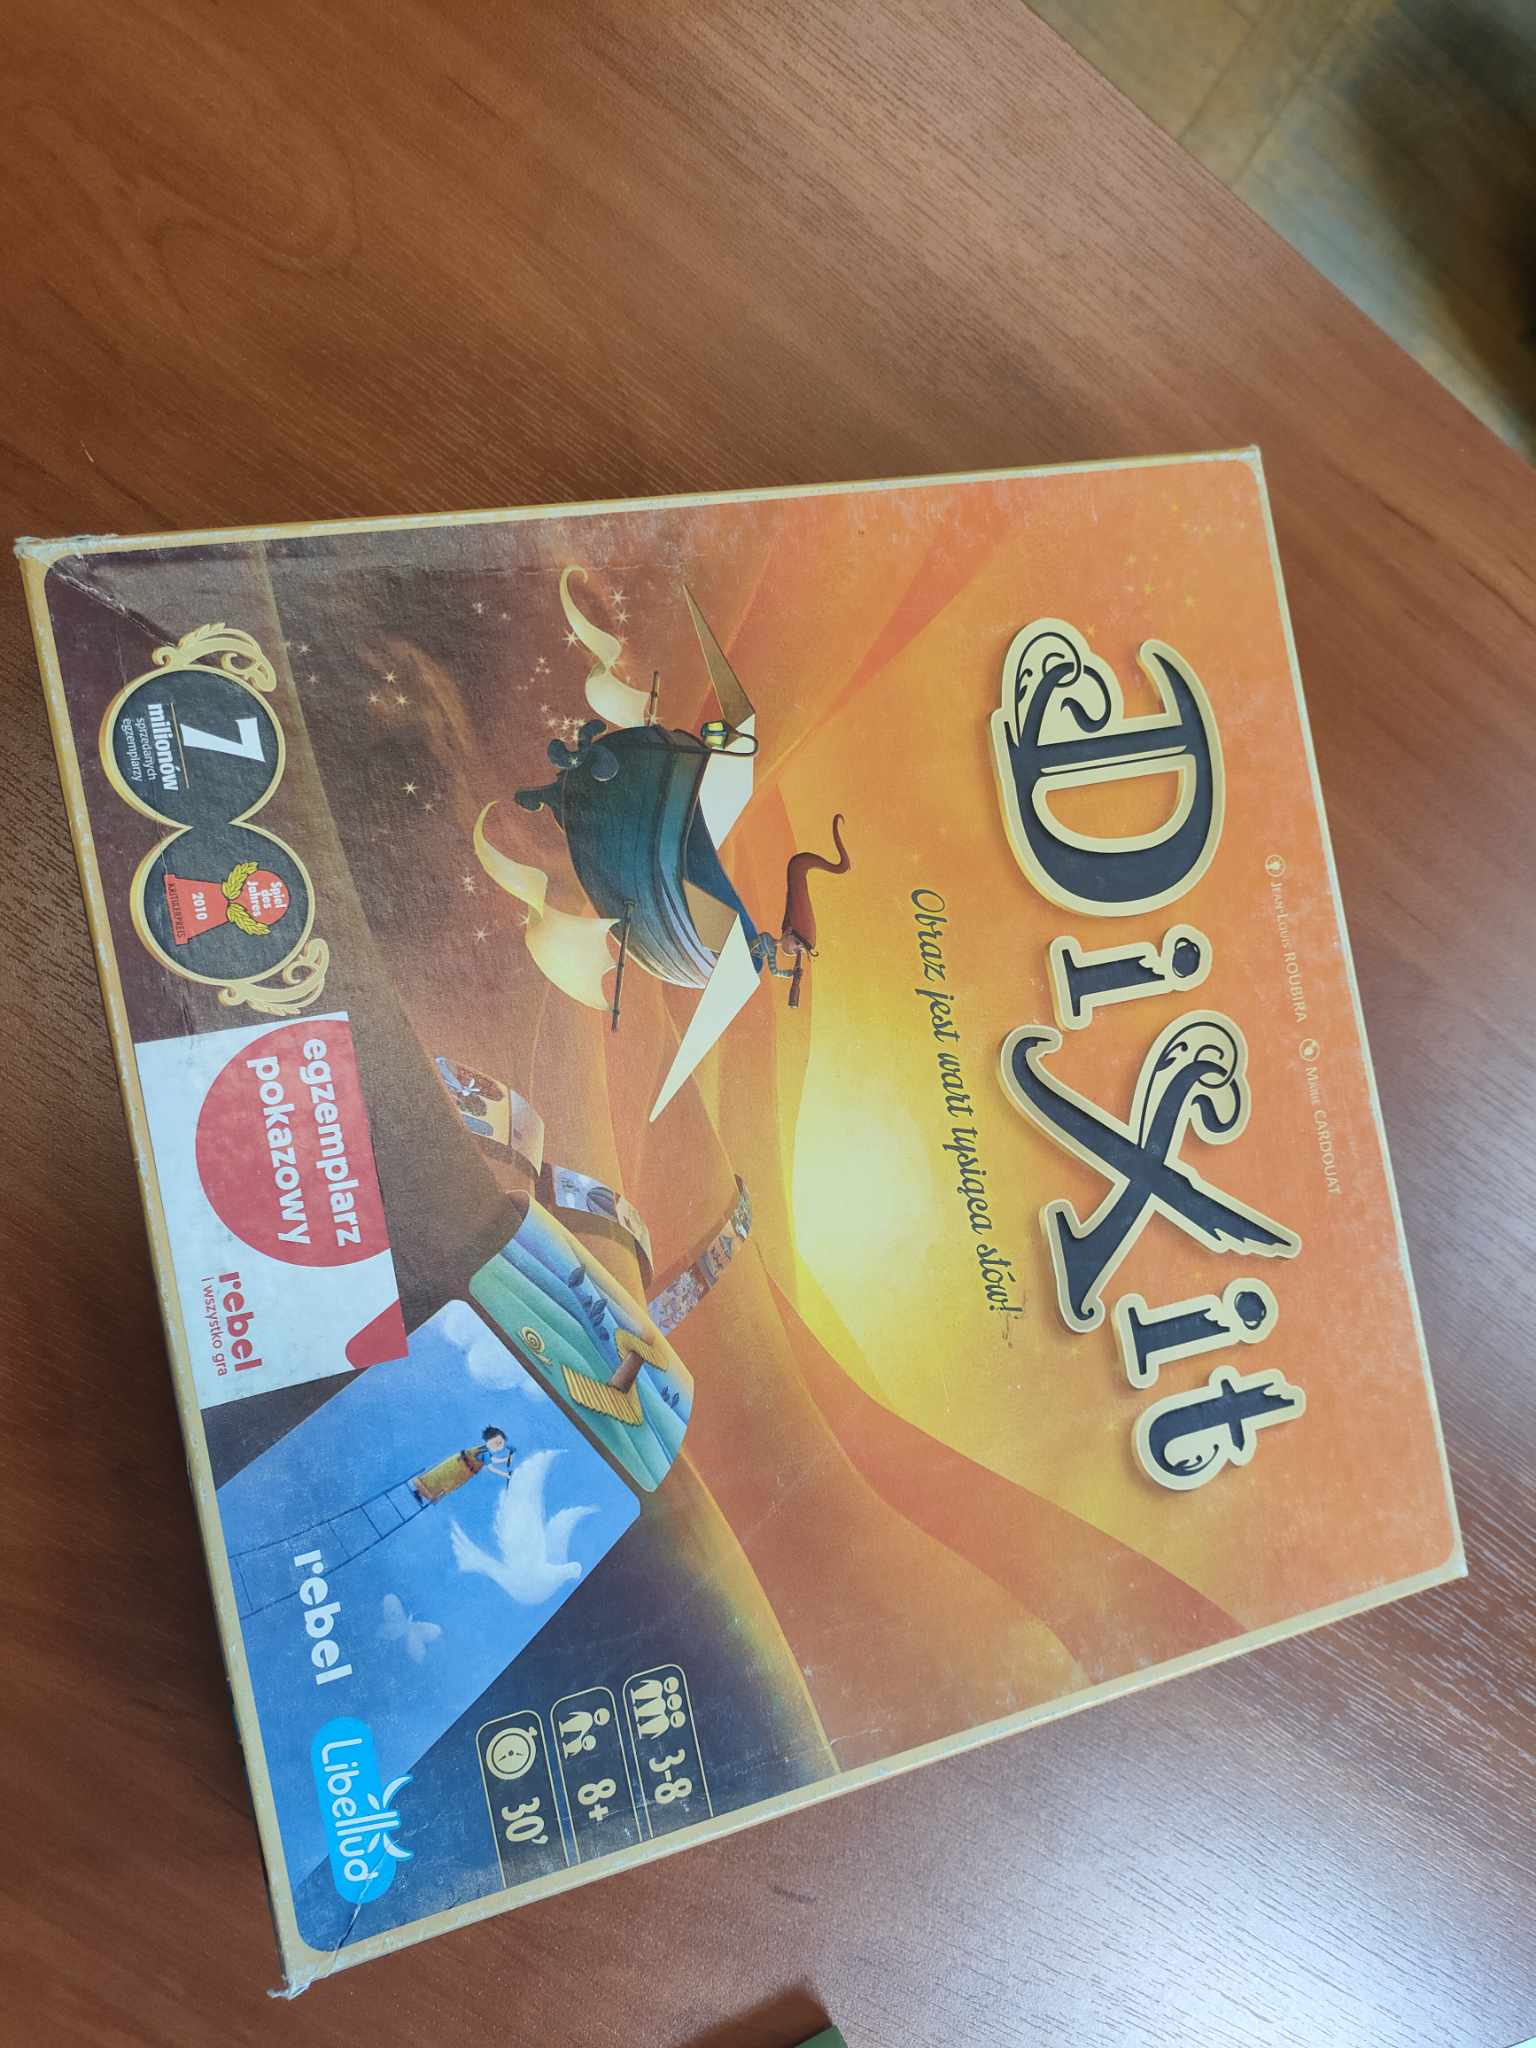 Jean-Louis ROUBIRA Marie CARDOUAT
Dixit
Obraz jest wart tysiąca słów!
7
milionów
sprzedanych
egzemplarzy
Spiel
des
Jahres
2010
KRITIKERPREIS
egzemplarz
pokazowy
rebel
i wszystko gra
rebel
Libellud
3-8
8+
30’